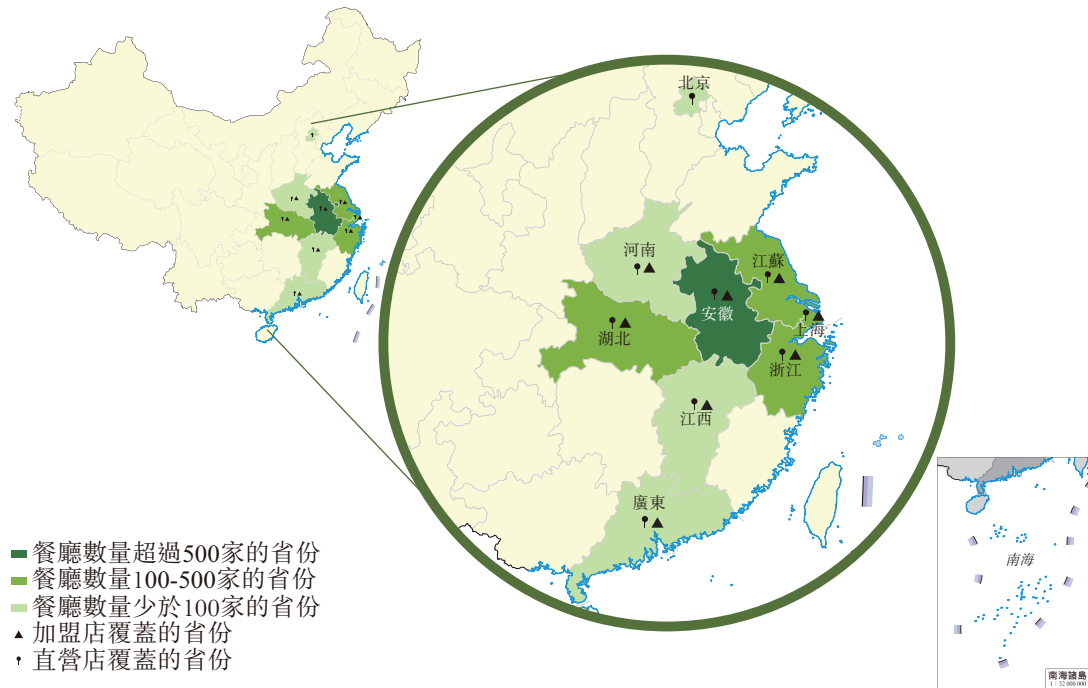 北京
河南
江蘇
安徽
上海
湖北
浙江
江西
廣東
餐廳數量超過500家的省份
餐廳數量100-500家的省份
餐廳數量少於100家的省份
加盟店覆蓋的省份
直營店覆蓋的省份
南海
南海諸島
1：32 000 000